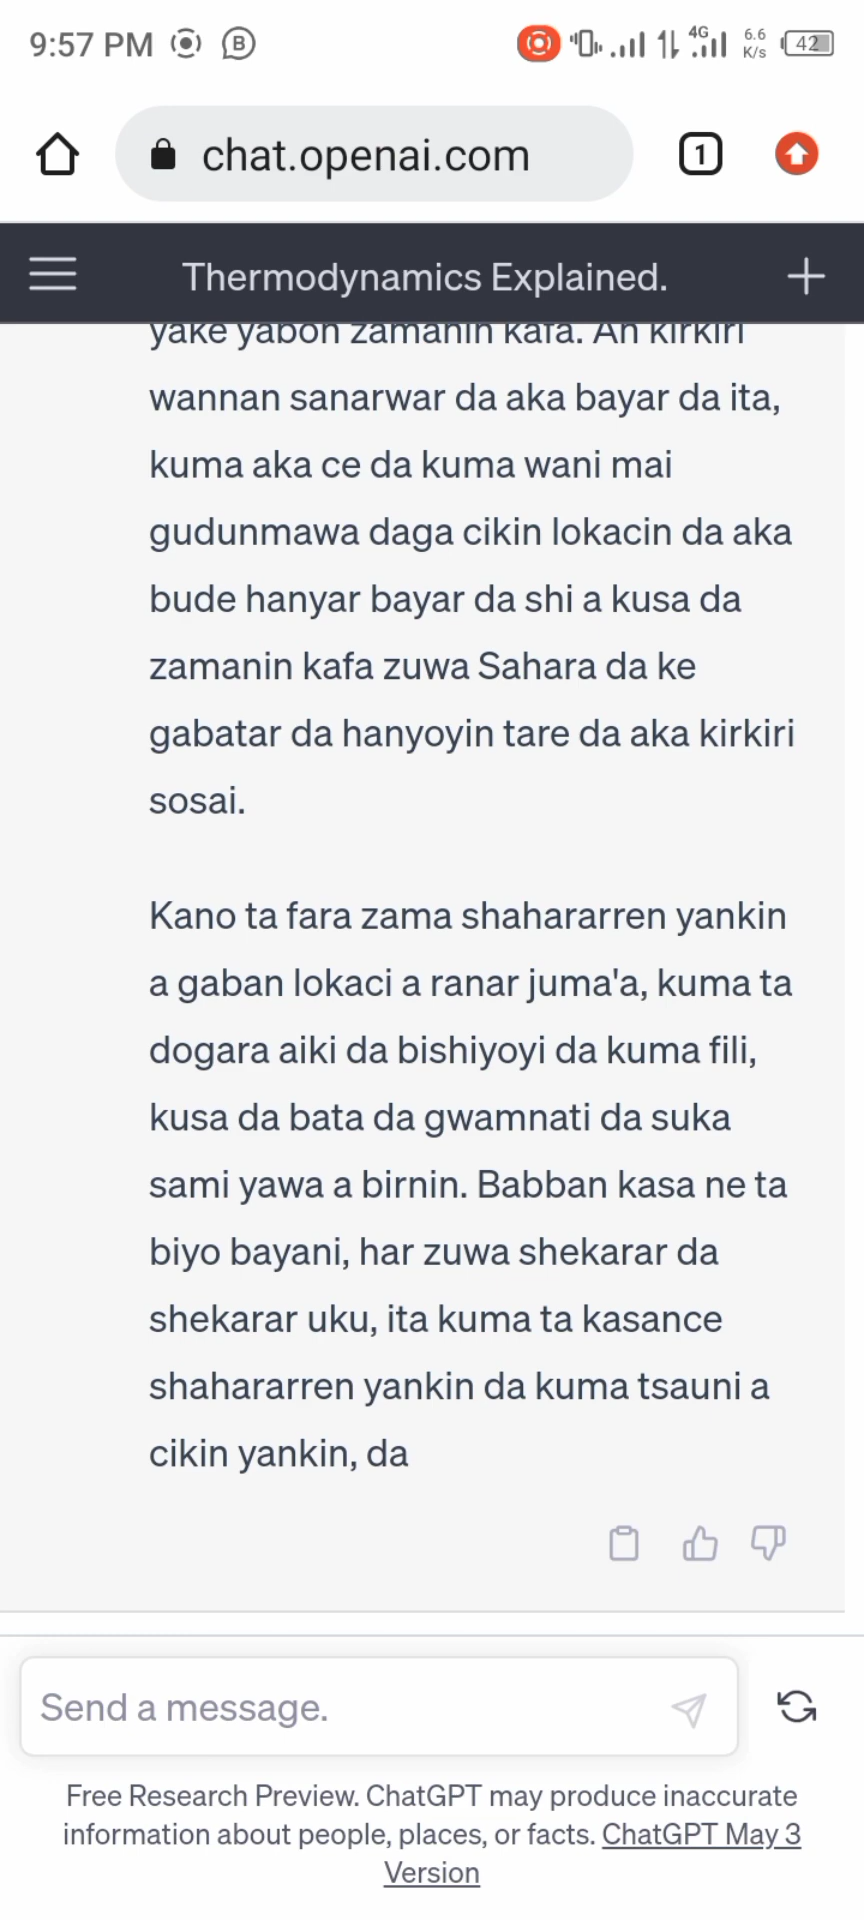 9:57 PM
4G
6.6
K/s
42
chat.openai.com
1
Thermodynamics Explained.
yake yabon zamanin kafa. An kirkiri
wannan sanarwar da aka bayar da ita,
kuma aka ce da kuma wani mai
gudunmawa daga cikin lokacin da aka
bude hanyar bayar da shi a kusa da
zamanin kafa zuwa Sahara da ke
gabatar da hanyoyin tare da aka kirkiri
sosai.
Kano ta fara zama shahararren yankin
a gaban lokaci a ranar juma'a, kuma ta
dogara aiki da bishiyoyi da kuma fili,
kusa da bata da gwamnati da suka
sami yawa a birnin. Babban kasa ne ta
biyo bayani, har zuwa shekarar da
shekarar uku, ita kuma ta kasance
shahararren yankin da kuma tsauni a
cikin yankin, da
Send a message.
Free Research Preview. ChatGPT may produce inaccurate
information about people, places, or facts. ChatGPT May 3
Version